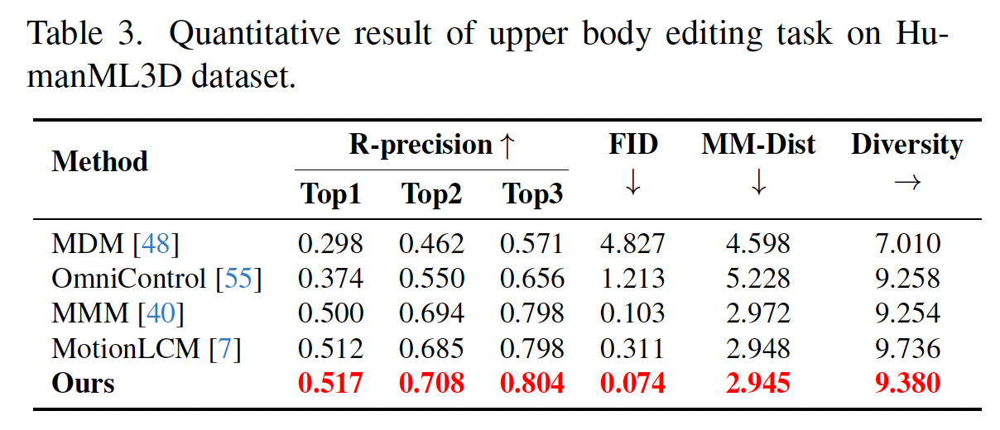 Table 3. Quantitative result of upper body editing task on Hu-
manML3D dataset.
Method R-precision ↑ FID ↓ MM-Dist ↓ Diversity →
Top1 Top2 Top3
MDM [48] 0.298 0.462 0.571 4.827 4.598 7.010
OmniControl [55] 0.374 0.550 0.656 1.213 5.228 9.258
MMM [40] 0.500 0.694 0.798 0.103 2.972 9.254
MotionLCM [7] 0.512 0.685 0.798 0.311 2.948 9.736
Ours 0.517 0.708 0.804 0.074 2.945 9.380